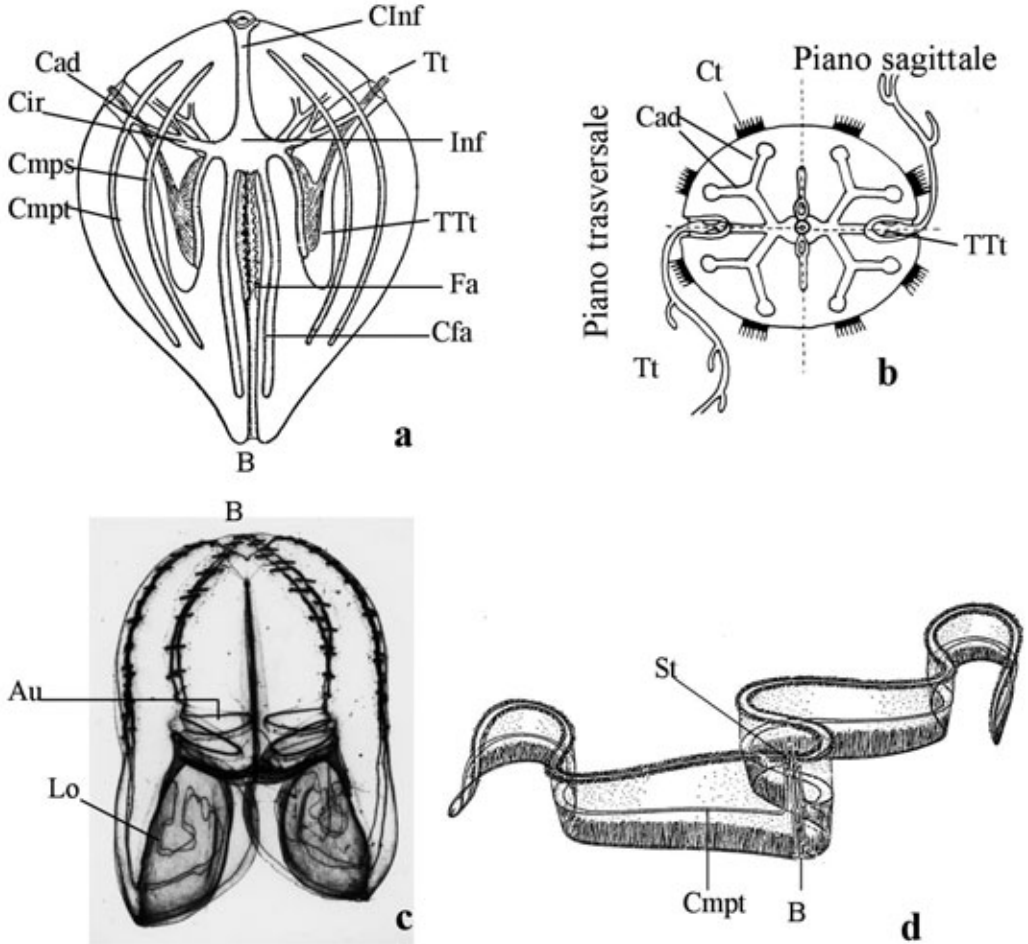 CInf
Cad
Tt
Cir
Inf
Cmps
Cmpt
TTt
Fa
Cfa
B
a
Piano sagittale
Ct
Cad
Piano trasversale
TTt
Tt
b
B
Au
Lo
c
St
Cmpt
B
d